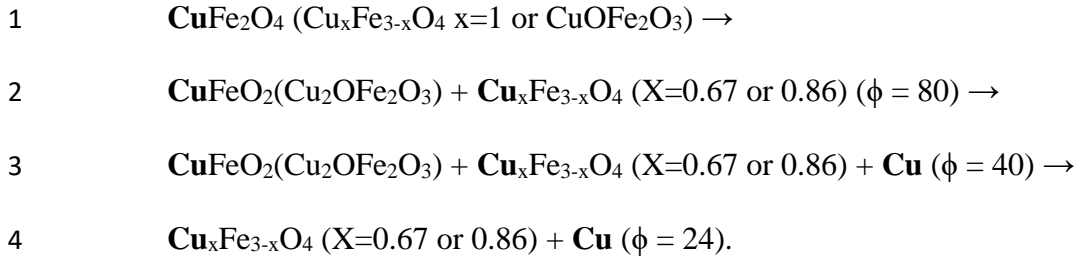 1 CuFe₂O₄ (CuₓFe₃₋ₓO₄ x=1 or CuOFe₂O₃) →
2 CuFeO₂(Cu₂OFe₂O₃) + CuₓFe₃₋ₓO₄ (X=0.67 or 0.86) (ϕ = 80) →
3 CuFeO₂(Cu₂OFe₂O₃) + CuₓFe₃₋ₓO₄ (X=0.67 or 0.86) + Cu (ϕ = 40) →
4 CuₓFe₃₋ₓO₄ (X=0.67 or 0.86) + Cu (ϕ = 24).